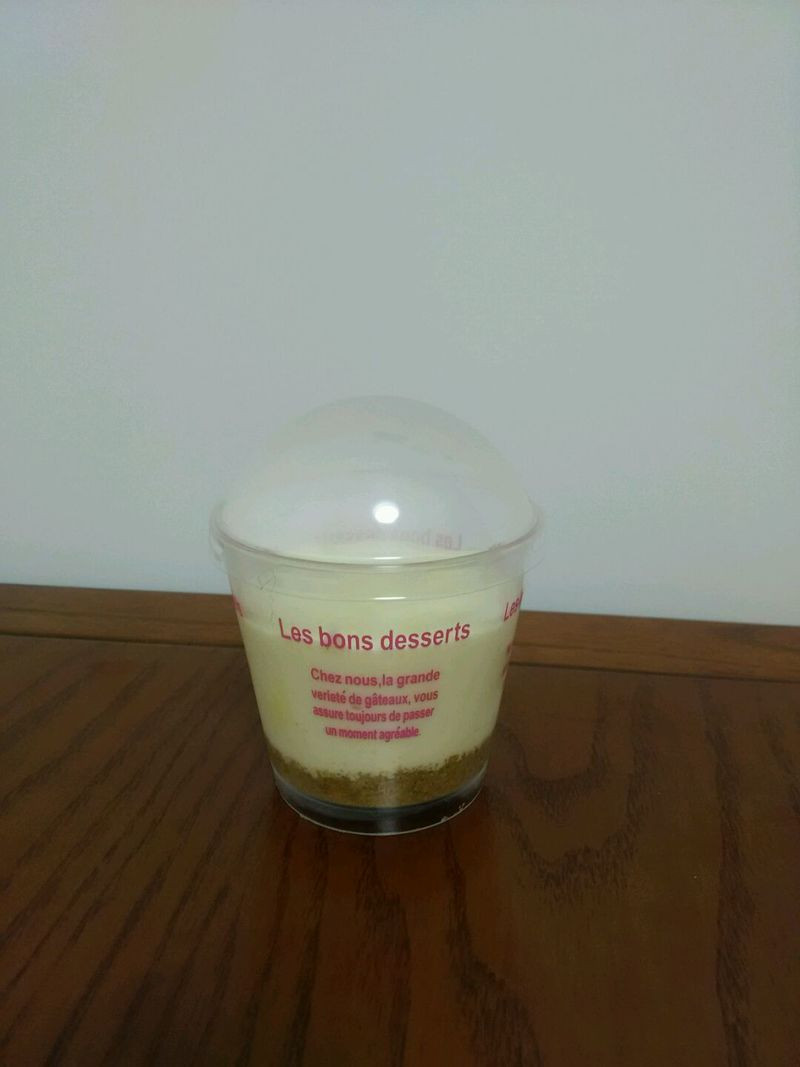 Les bons desserts
Chez nous,la grande
verieté de gâteaux, vous
assure toujours de passer
un moment agréable.